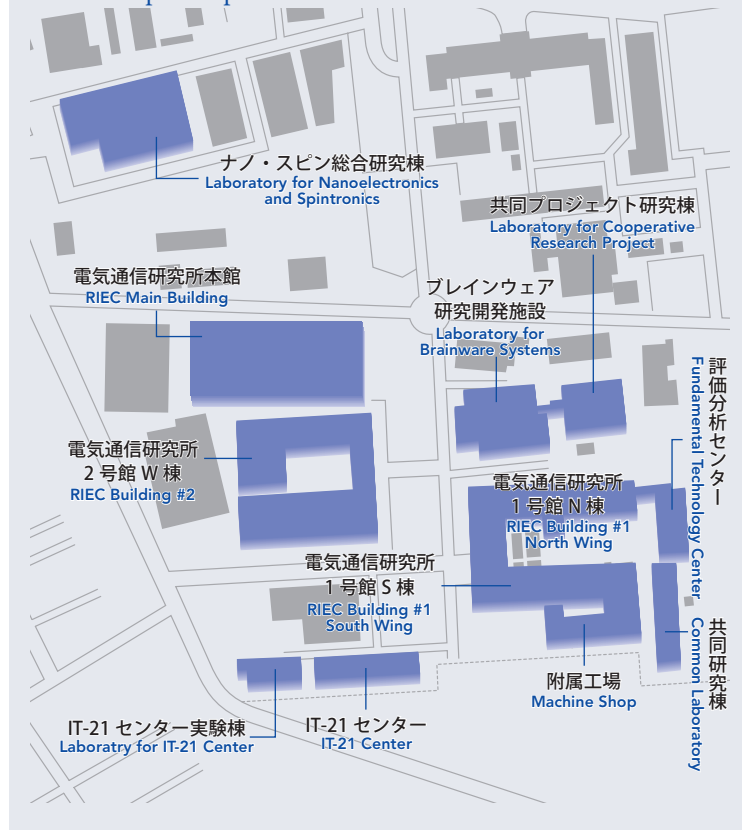 ナノ・スピン総合研究棟
Laboratory for Nanoelectronics
and Spintronics
共同プロジェクト研究棟
Laboratory for Cooperative
Research Project
電気通信研究所本館
RIEC Main Building
ブレインウェア
研究開発施設
Laboratory for
Brainware Systems
評価分析センター
Fundamental Technology Center
電気通信研究所
2 号館 W 棟
RIEC Building #2
電気通信研究所
1 号館 N 棟
RIEC Building #1
North Wing
電気通信研究所
1 号館 S 棟
RIEC Building #1
South Wing
共同研究棟
Common Laboratory
附属工場
Machine Shop
IT-21 センター実験棟
Laboratry for IT-21 Center
IT-21 センター
IT-21 Center